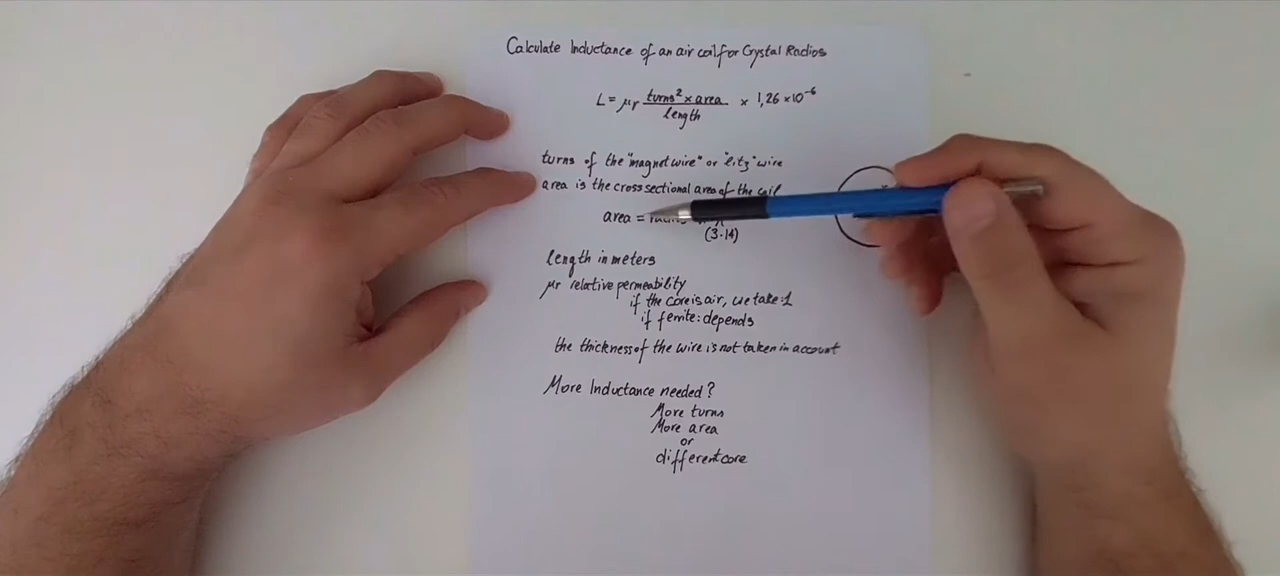 Calculate Inductance of an air coil for Crystal Radios
L = μr turns² × area / length × 1,26 × 10⁻⁶
turns of the "magnet wire" or "litz" wire
area is the cross sectional area of the coil
area =
(3.14)
length in meters
μr relative permeability
if the core is air, we take: 1
if ferrite: depends
the thickness of the wire is not taken in account
More Inductance needed?
More turns
More area
or
different core